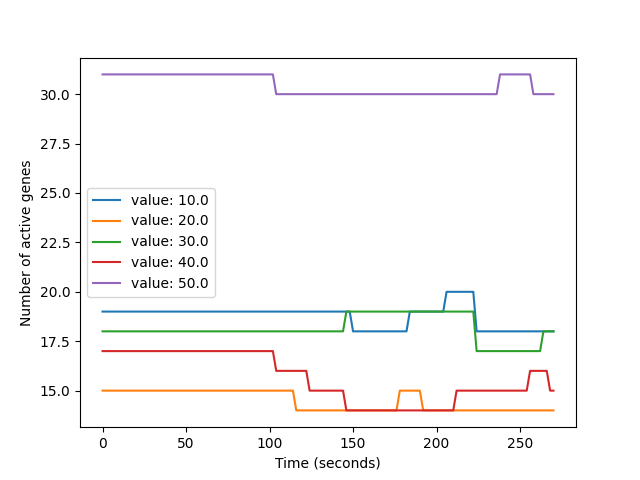 30.0
27.5
25.0
22.5
20.0
17.5
15.0
Number of active genes
value: 10.0
value: 20.0
value: 30.0
value: 40.0
value: 50.0
0 50 100 150 200 250
Time (seconds)